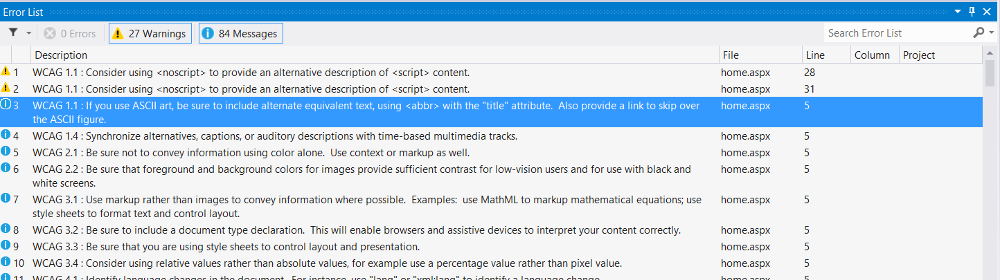 Error List
0 Errors
27 Warnings
84 Messages
Search Error List
Description File Line Column Project
1 WCAG 1.1 : Consider using <noscript> to provide an alternative description of <script> content. home.aspx 28
2 WCAG 1.1 : Consider using <noscript> to provide an alternative description of <script> content. home.aspx 31
3 WCAG 1.1 : If you use ASCII art, be sure to include alternate equivalent text, using <abbr> with the "title" attribute.  Also provide a link to skip over home.aspx 5
the ASCII figure.
4 WCAG 1.4 : Synchronize alternatives, captions, or auditory descriptions with time-based multimedia tracks. home.aspx 5
5 WCAG 2.1 : Be sure not to convey information using color alone.  Use context or markup as well. home.aspx 5
6 WCAG 2.2 : Be sure that foreground and background colors for images provide sufficient contrast for low-vision users and for use with black and home.aspx 5
white screens.
7 WCAG 3.1 : Use markup rather than images to convey information where possible.  Examples:  use MathML to markup mathematical equations; use home.aspx 5
style sheets to format text and control layout.
8 WCAG 3.2 : Be sure to include a document type declaration.  This will enable browsers and assistive devices to interpret your content correctly. home.aspx 5
9 WCAG 3.3 : Be sure that you are using style sheets to control layout and presentation. home.aspx 5
10 WCAG 3.4 : Consider using relative values rather than absolute values, for example use a percentage value rather than pixel value. home.aspx 5
11 WCAG 4.1 : Identify language changes in the document.  For instance, use "lang" or "xml:lang" to identify a language change. home.aspx 5